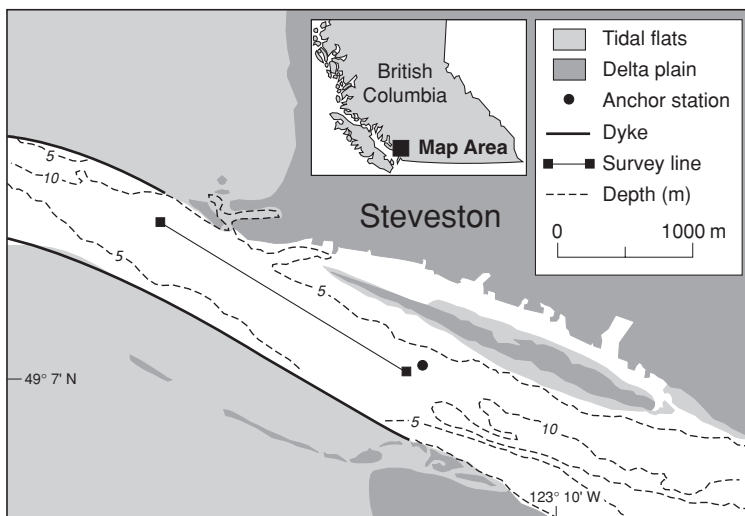 British
Columbia
Map Area
Tidal flats
Delta plain
Anchor station
Dyke
Survey line
Depth (m)
0 1000 m
Steveston
5
10
5
5
5
10
49° 7' N
123° 10' W